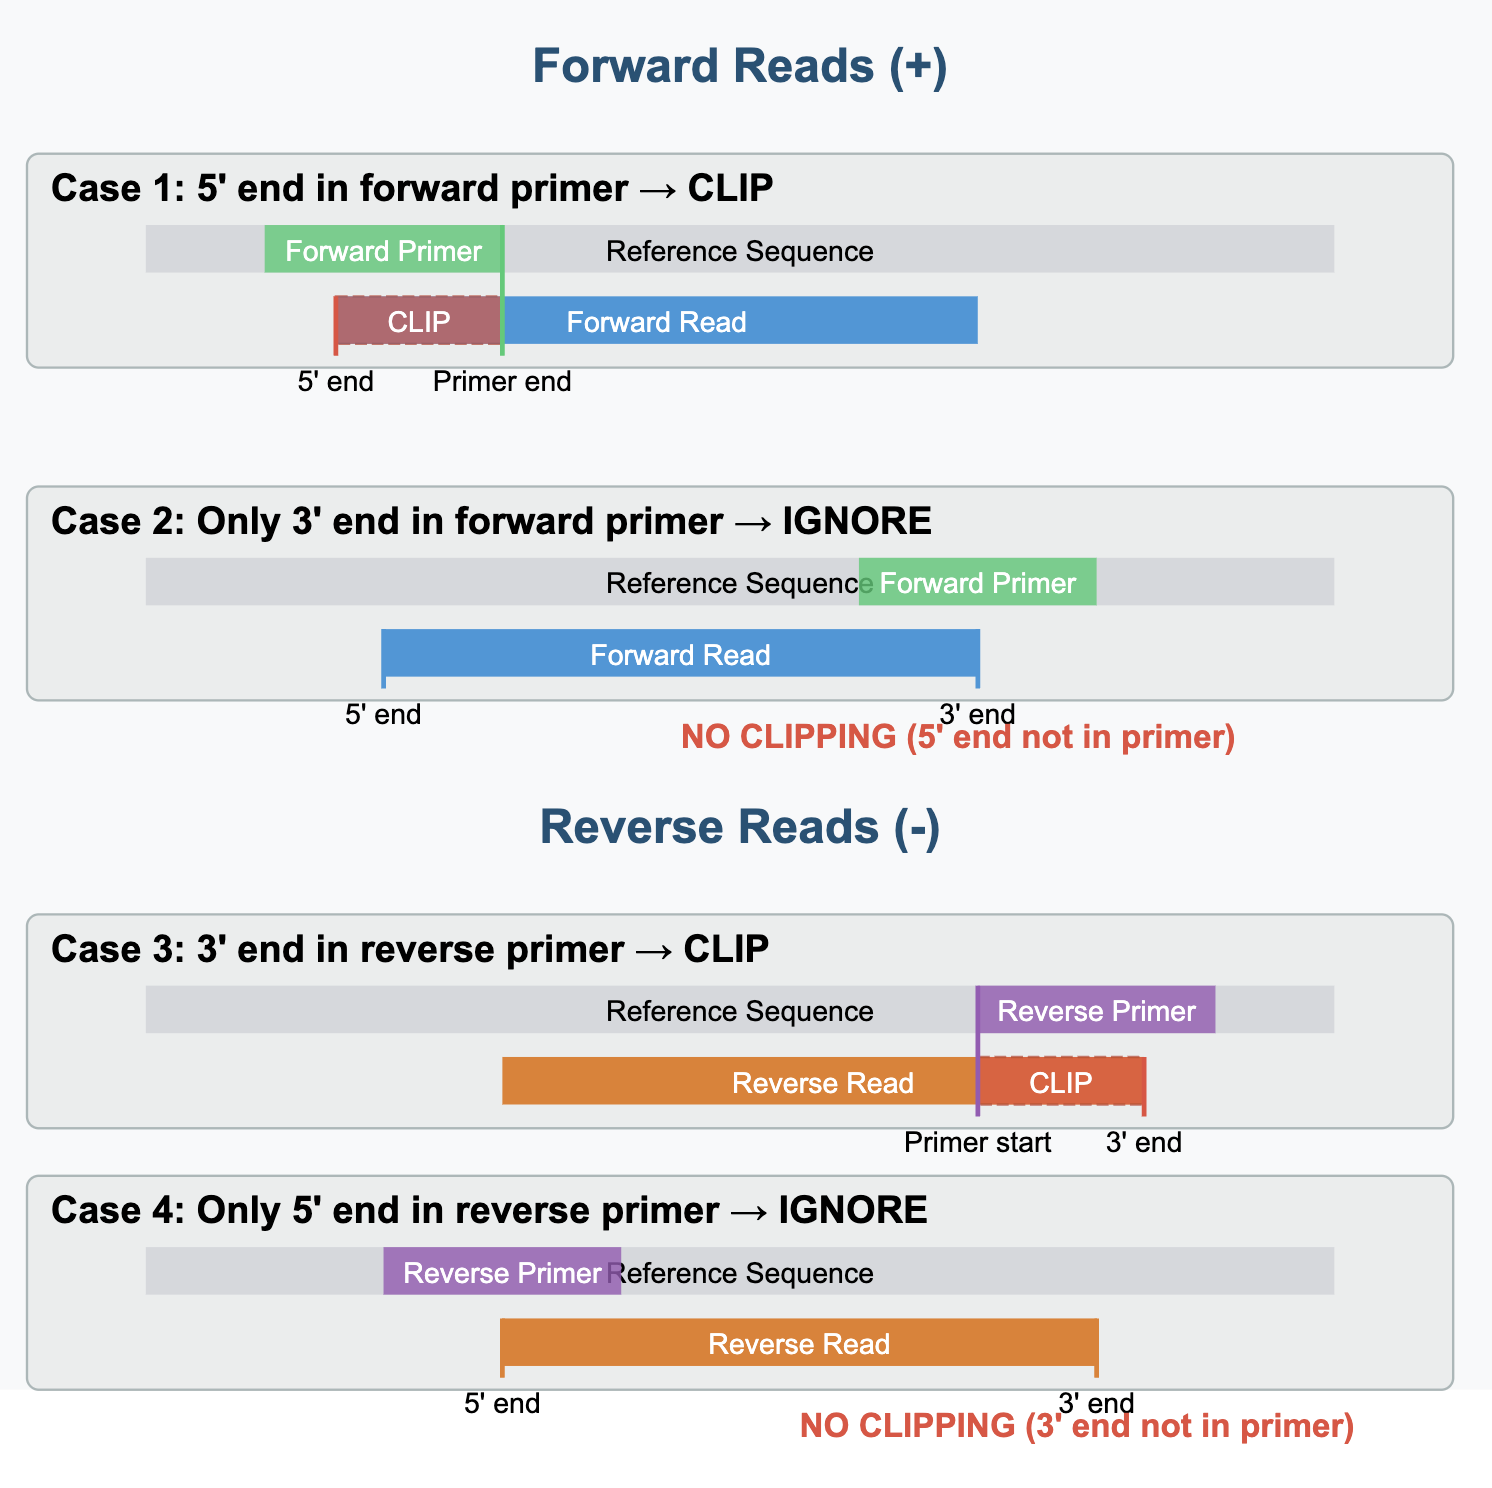 Forward Reads (+)
Case 1: 5' end in forward primer → CLIP
Forward Primer
Reference Sequence
CLIP
Forward Read
5' end
Primer end
Case 2: Only 3' end in forward primer → IGNORE
Reference Sequence
Forward Primer
Forward Read
5' end
3' end
NO CLIPPING (5' end not in primer)
Reverse Reads (-)
Case 3: 3' end in reverse primer → CLIP
Reference Sequence
Reverse Primer
Reverse Read
CLIP
Primer start
3' end
Case 4: Only 5' end in reverse primer → IGNORE
Reverse Primer
Reference Sequence
Reverse Read
5' end
3' end
NO CLIPPING (3' end not in primer)